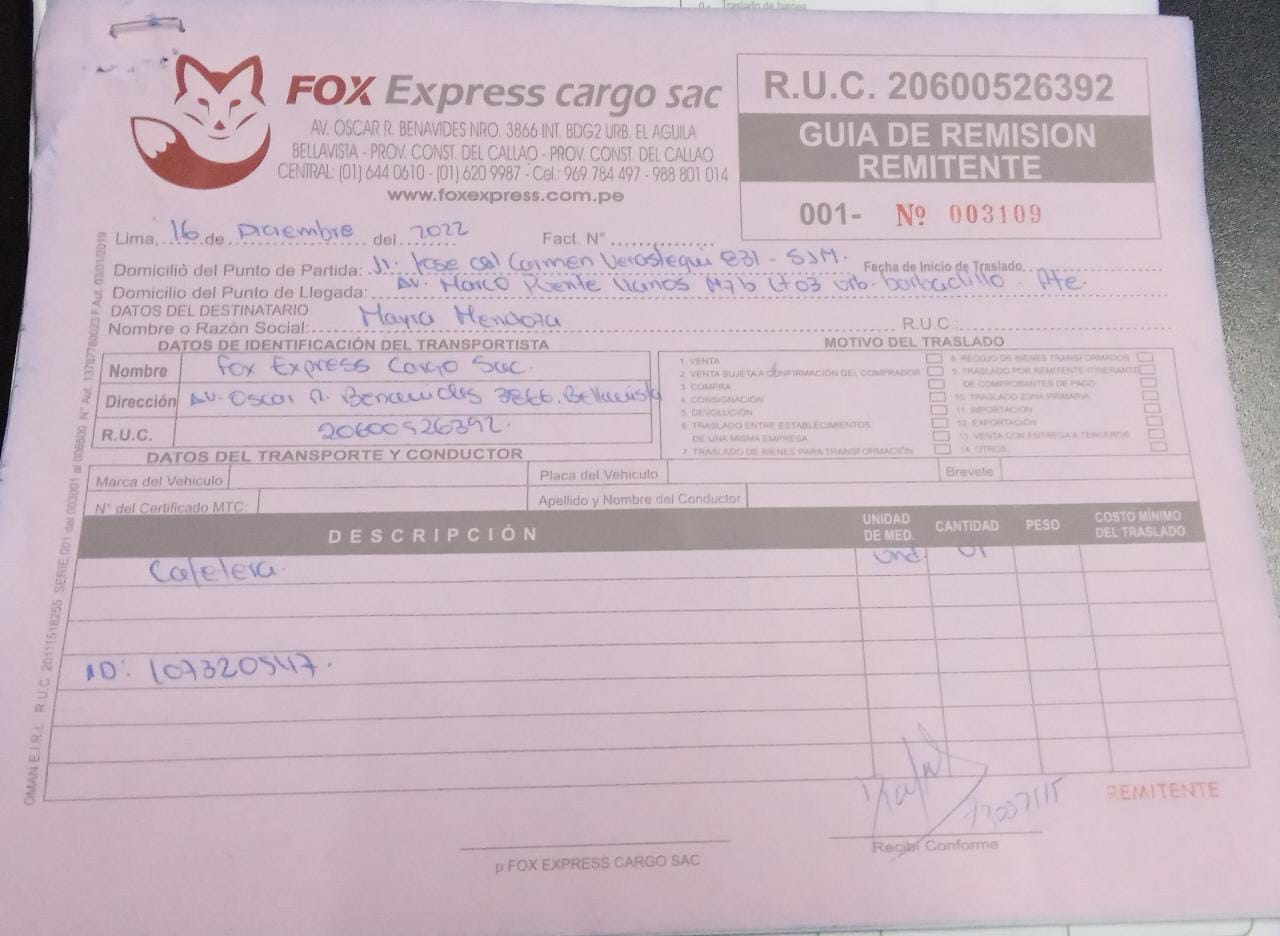 Traslado de bienes
FOX Express cargo sac
AV. OSCAR R. BENAVIDES NRO. 3866 INT. BDG2 URB. EL AGUILA
BELLAVISTA - PROV. CONST. DEL CALLAO - PROV. CONST. DEL CALLAO
CENTRAL: (01) 644 0610 - (01) 620 9987 - Cel.: 969 784 497 - 988 801 014
www.foxexpress.com.pe
R.U.C. 20600526392
GUIA DE REMISION
REMITENTE
001- Nº 003109
Lima, 16 de Diciembre del 2022 Fact. N°
Domicilio del Punto de Partida: Jr. Jose del Carmen Verastegui 831 - SJM. Fecha de Inicio de Traslado
Domicilio del Punto de Llegada: Av. Marco Puente Llanos M7b Lt03 Urb. barbadillo - Ate.
DATOS DEL DESTINATARIO
Nombre o Razón Social: Mayra Mendoza R.U.C.:
DATOS DE IDENTIFICACIÓN DEL TRANSPORTISTA
Nombre Fox Express Cargo Sac.
Dirección Av. Oscar R. Benavides 3866. Bellavista
R.U.C. 20600526392.
MOTIVO DEL TRASLADO
1 VENTA
2 VENTA SUJETA A CONFIRMACIÓN DEL COMPRADOR
3 COMPRA
4 CONSIGNACIÓN
5 DEVOLUCIÓN
6 TRASLADO ENTRE ESTABLECIMIENTOS
DE UNA MISMA EMPRESA
7 TRASLADO DE BIENES PARA TRANSFORMACIÓN
8 RECOJO DE BIENES TRANSFORMADOS
9 TRASLADO POR REMITENTE ITINERANTE
DE COMPROBANTES DE PAGO
10 TRASLADO ZONA PRIMARIA
11 IMPORTACIÓN
12 EXPORTACIÓN
13 VENTA CON ENTREGA A TERCEROS
14 OTROS
DATOS DEL TRANSPORTE Y CONDUCTOR
Marca del Vehículo Placa del Vehículo Brevete
N° del Certificado MTC: Apellido y Nombre del Conductor
DESCRIPCIÓN UNIDAD DE MED. CANTIDAD PESO COSTO MÍNIMO DEL TRASLADO
Cafetera. Und. 01
ID: 107320547.
REMITENTE
p FOX EXPRESS CARGO SAC
Recibí Conforme